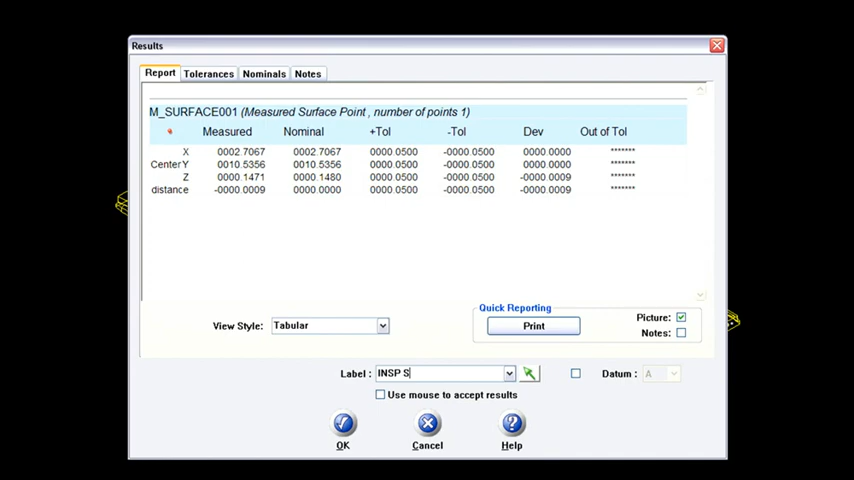 Results
Report Tolerances Nominals Notes
M_SURFACE001 (Measured Surface Point , number of points 1)
Measured Nominal +Tol -Tol Dev Out of Tol
X 0002.7067 0002.7067 0000.0500 -0000.0500 0000.0000 *******
Center Y 0010.5356 0010.5356 0000.0500 -0000.0500 0000.0000 *******
Z 0000.1471 0000.1480 0000.0500 -0000.0500 -0000.0009 *******
distance -0000.0009 0000.0000 0000.0500 -0000.0500 -0000.0009 *******
Quick Reporting
View Style: Tabular Print Picture:
Notes:
Label : INSP S Datum : A
Use mouse to accept results
OK Cancel Help